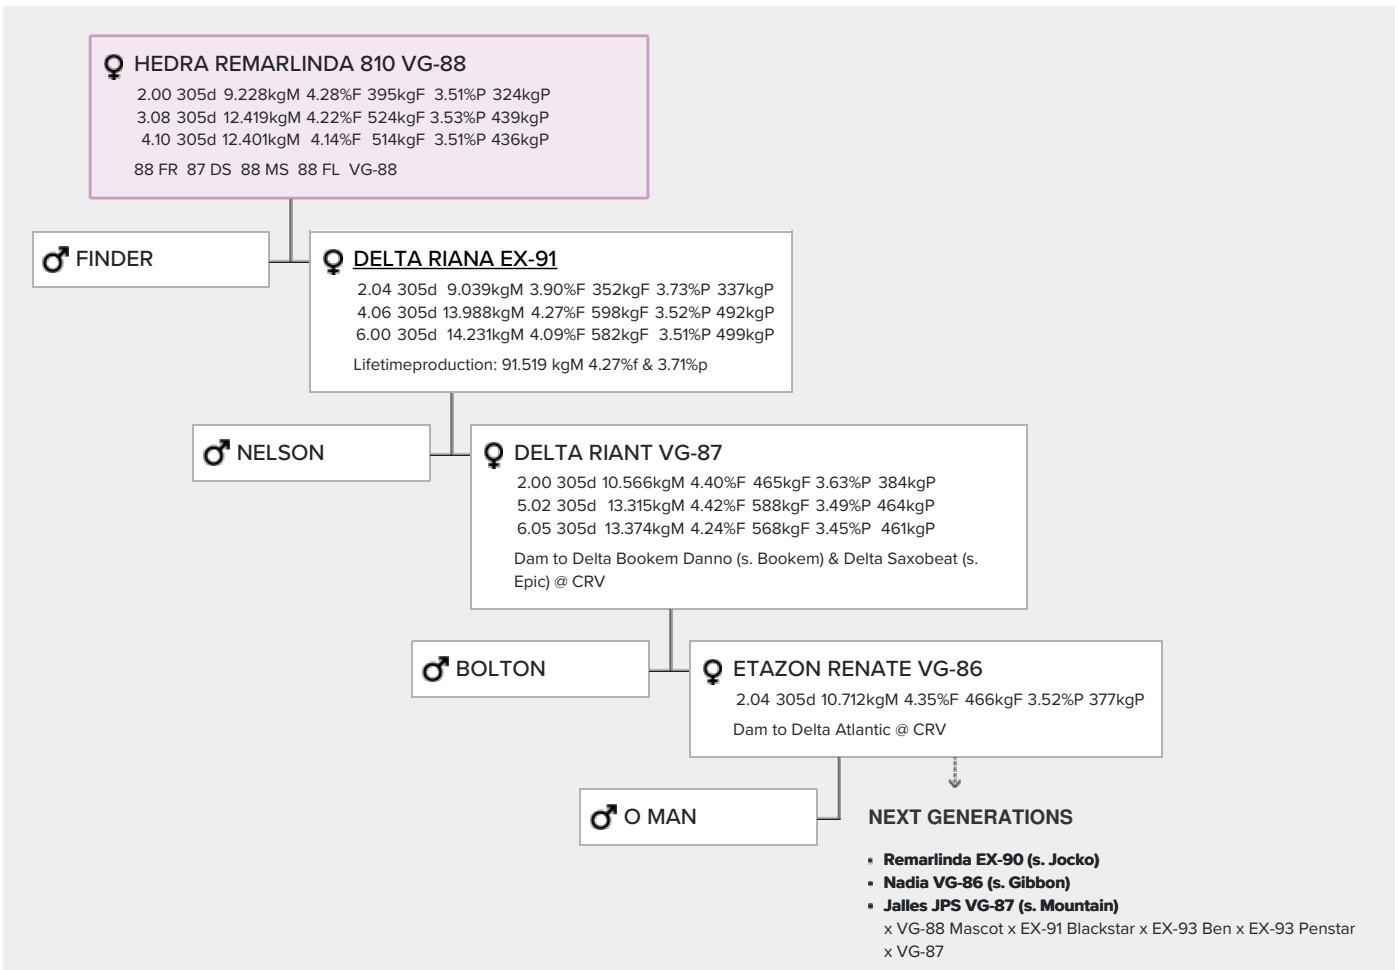 HEDRA REMARLINDA 810 VG-88
2.00 305d 9.228kgM 4.28%F 395kgF 3.51%P 324kgP
3.08 305d 12.419kgM 4.22%F 524kgF 3.53%P 439kgP
4.10 305d 12.401kgM 4.14%F 514kgF 3.51%P 436kgP
88 FR 87 DS 88 MS 88 FL VG-88
FINDER
DELTA RIANA EX-91
2.04 305d 9.039kgM 3.90%F 352kgF 3.73%P 337kgP
4.06 305d 13.988kgM 4.27%F 598kgF 3.52%P 492kgP
6.00 305d 14.231kgM 4.09%F 582kgF 3.51%P 499kgP
Lifetimeproduction: 91.519 kgM 4.27%f & 3.71%p
NELSON
DELTA RIANT VG-87
2.00 305d 10.566kgM 4.40%F 465kgF 3.63%P 384kgP
5.02 305d 13.315kgM 4.42%F 588kgF 3.49%P 464kgP
6.05 305d 13.374kgM 4.24%F 568kgF 3.45%P 461kgP
Dam to Delta Bookem Danno (s. Bookem) & Delta Saxobeat (s.
Epic) @ CRV
BOLTON
ETAZON RENATE VG-86
2.04 305d 10.712kgM 4.35%F 466kgF 3.52%P 377kgP
Dam to Delta Atlantic @ CRV
O MAN
NEXT GENERATIONS
• Remarlinda EX-90 (s. Jocko)
• Nadia VG-86 (s. Gibbon)
• Jalles JPS VG-87 (s. Mountain)
x VG-88 Mascot x EX-91 Blackstar x EX-93 Ben x EX-93 Penstar
x VG-87